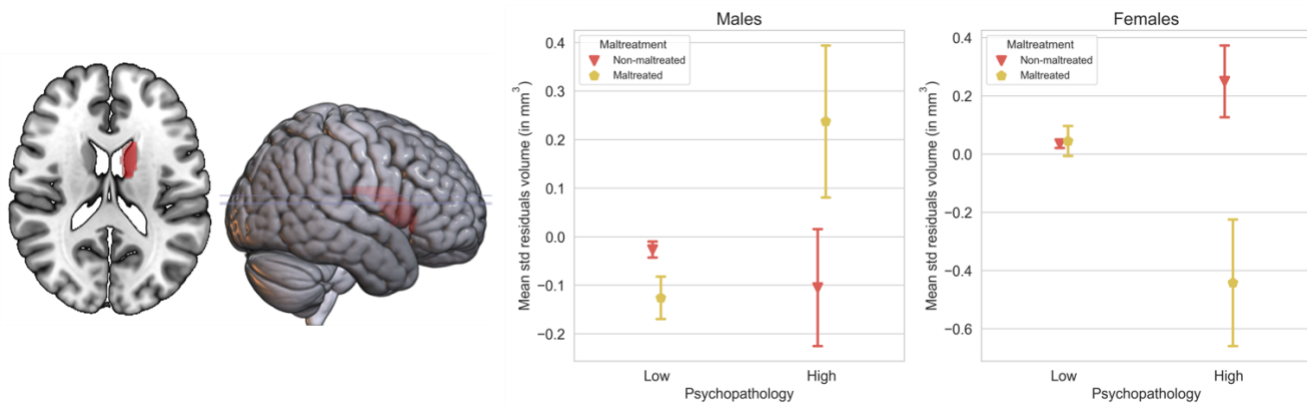 Males
Maltreatment
Non-maltreated
Maltreated
Mean std residuals volume (in mm³)
0.4
0.3
0.2
0.1
0.0
−0.1
−0.2
Low
High
Psychopathology
Females
Maltreatment
Non-maltreated
Maltreated
Mean std residuals volume (in mm³)
0.4
0.2
0.0
−0.2
−0.4
−0.6
Low
High
Psychopathology